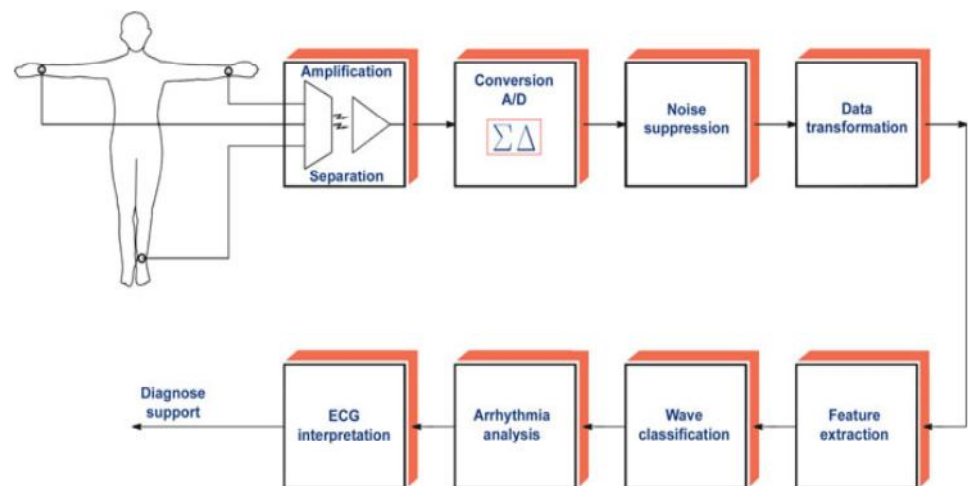 Amplification
Separation
Conversion
A/D
ΣΔ
Noise
suppression
Data
transformation
Feature
extraction
Wave
classification
Arrhythmia
analysis
ECG
interpretation
Diagnose
support